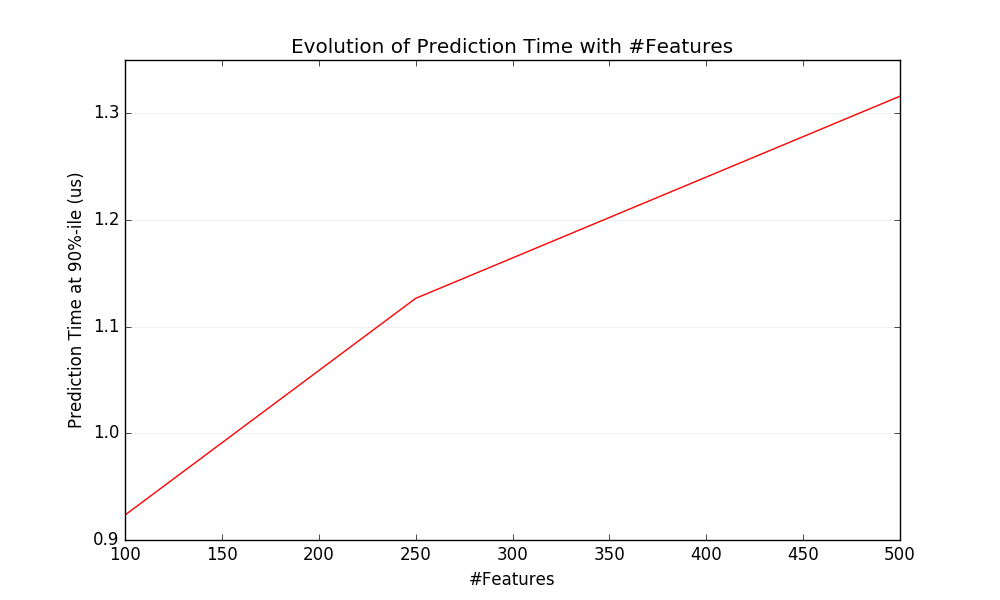 Evolution of Prediction Time with #Features
Prediction Time at 90%-ile (us)
1.3
1.2
1.1
1.0
0.9
100 150 200 250 300 350 400 450 500
#Features